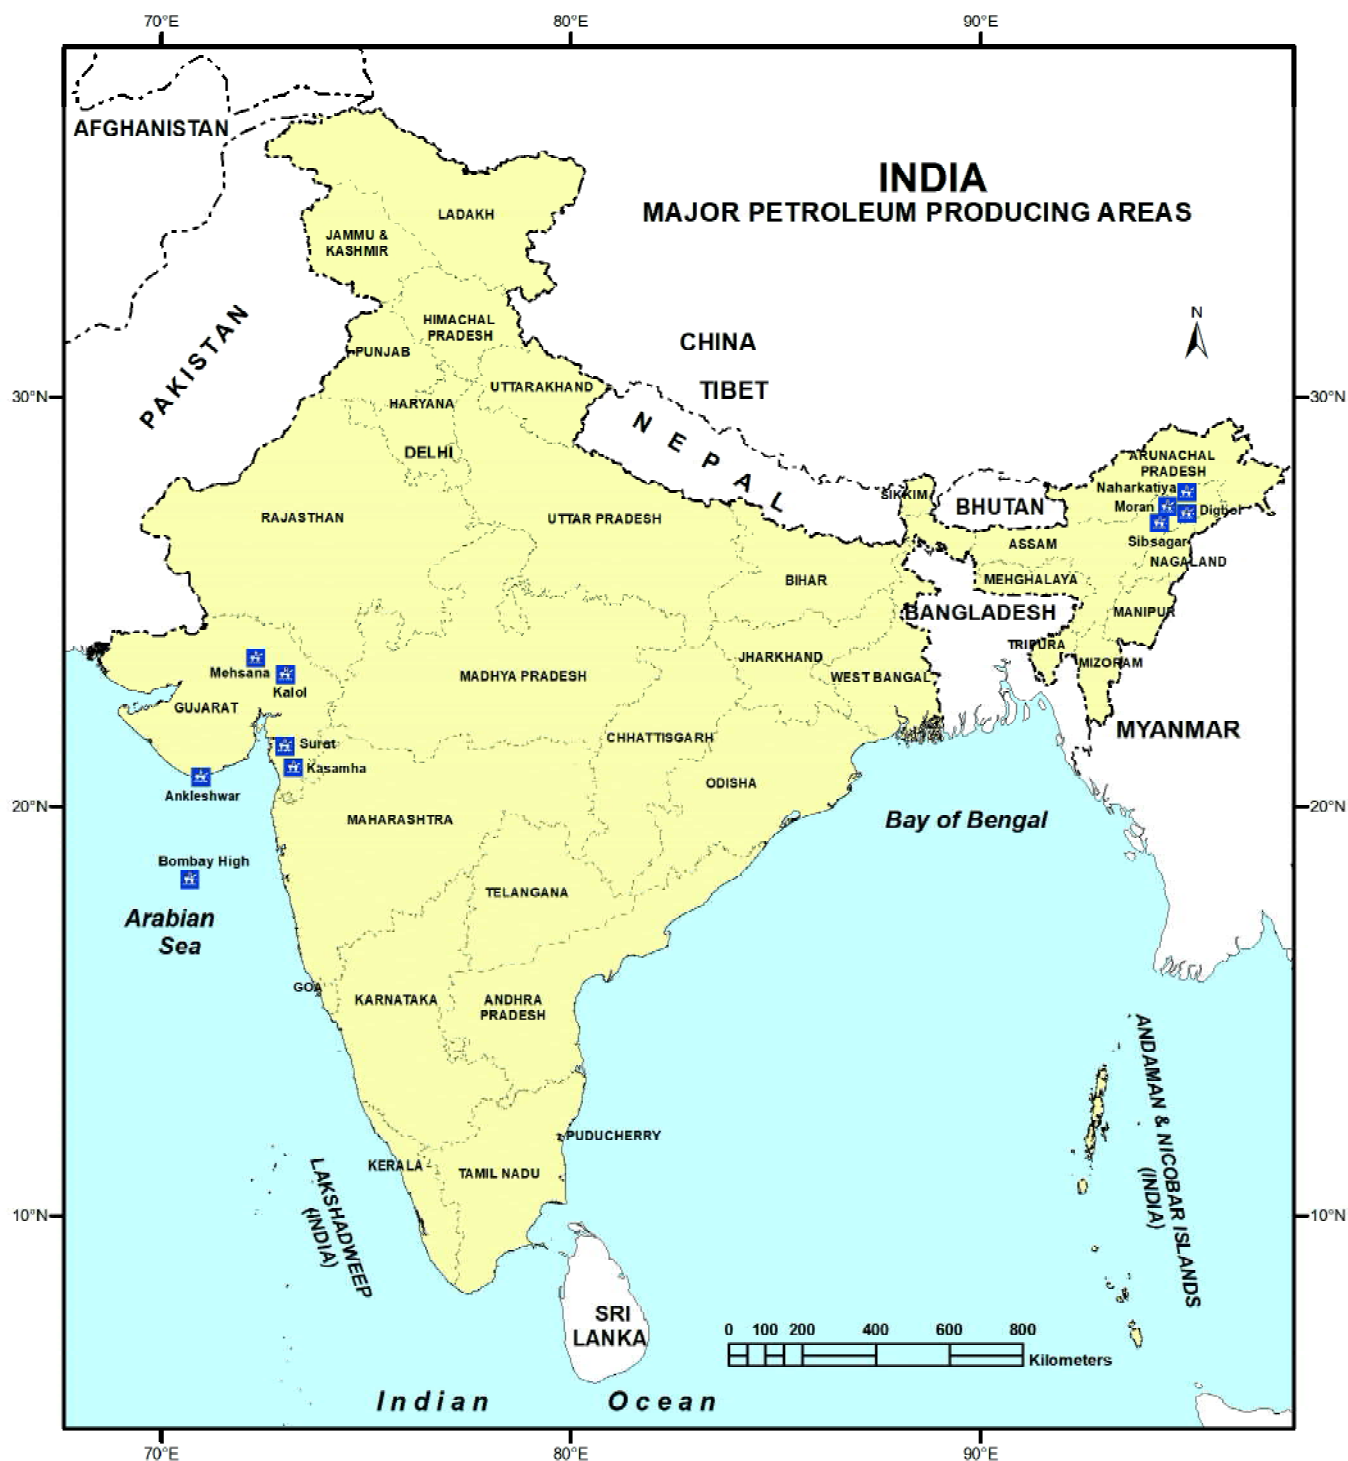 70°E
80°E
90°E
AFGHANISTAN
INDIA
MAJOR PETROLEUM PRODUCING AREAS
LADAKH
JAMMU &
KASHMIR
N
HIMACHAL
PRADESH
PAKISTAN
CHINA
PUNJAB
TIBET
UTTARAKHAND
30°N
30°N
HARYANA
NEPAL
DELHI
ARUNACHAL
PRADESH
Naharkatiya
SIKKIM
BHUTAN
Moran
Digboi
RAJASTHAN
UTTAR PRADESH
Sibsagar
ASSAM
NAGALAND
BIHAR
MEHGHALAYA
BANGLADESH
MANIPUR
TRIPURA
JHARKHAND
MIZORAM
Mehsana
MADHYA PRADESH
WEST BANGAL
Kalol
GUJARAT
MYANMAR
CHHATTISGARH
Surat
Kasamha
ODISHA
Ankleshwar
20°N
20°N
MAHARASHTRA
Bay of Bengal
Bombay High
TELANGANA
Arabian
Sea
GOA
KARNATAKA
ANDHRA
PRADESH
ANDAMAN & NICOBAR ISLANDS
(INDIA)
PUDUCHERRY
KERALA
TAMIL NADU
LAKSHADWEEP
(INDIA)
10°N
10°N
SRI
LANKA
0 100 200 400 600 800
Kilometers
Indian Ocean
70°E
80°E
90°E